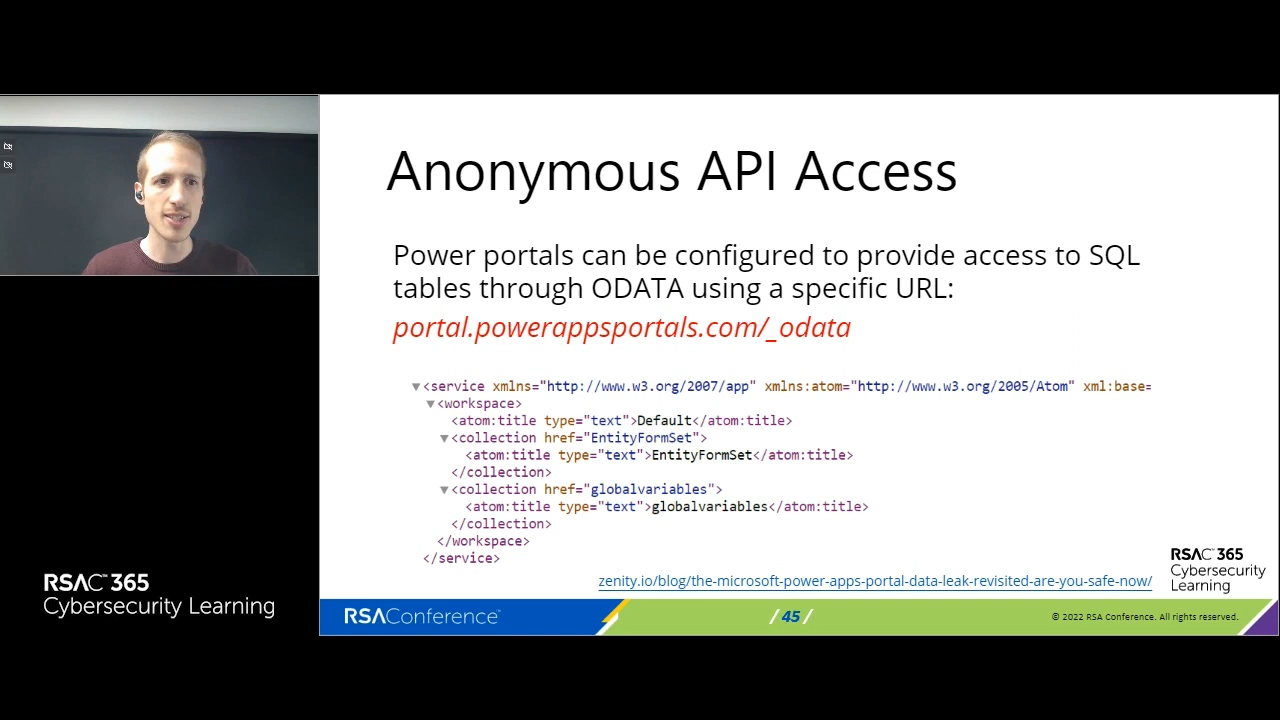 Anonymous API Access
Power portals can be configured to provide access to SQL
tables through ODATA using a specific URL:
portal.powerappsportals.com/_odata
▼<service xmlns="http://www.w3.org/2007/app" xmlns:atom="http://www.w3.org/2005/Atom" xml:base=
▼<workspace>
<atom:title type="text">Default</atom:title>
▼<collection href="EntityFormSet">
<atom:title type="text">EntityFormSet</atom:title>
</collection>
▼<collection href="globalvariables">
<atom:title type="text">globalvariables</atom:title>
</collection>
</workspace>
</service>
zenity.io/blog/the-microsoft-power-apps-portal-data-leak-revisited-are-you-safe-now/
RSAC™ 365
Cybersecurity
Learning
RSAC™ 365
Cybersecurity Learning
RSAConference™
/ 45 /
© 2022 RSA Conference. All rights reserved.